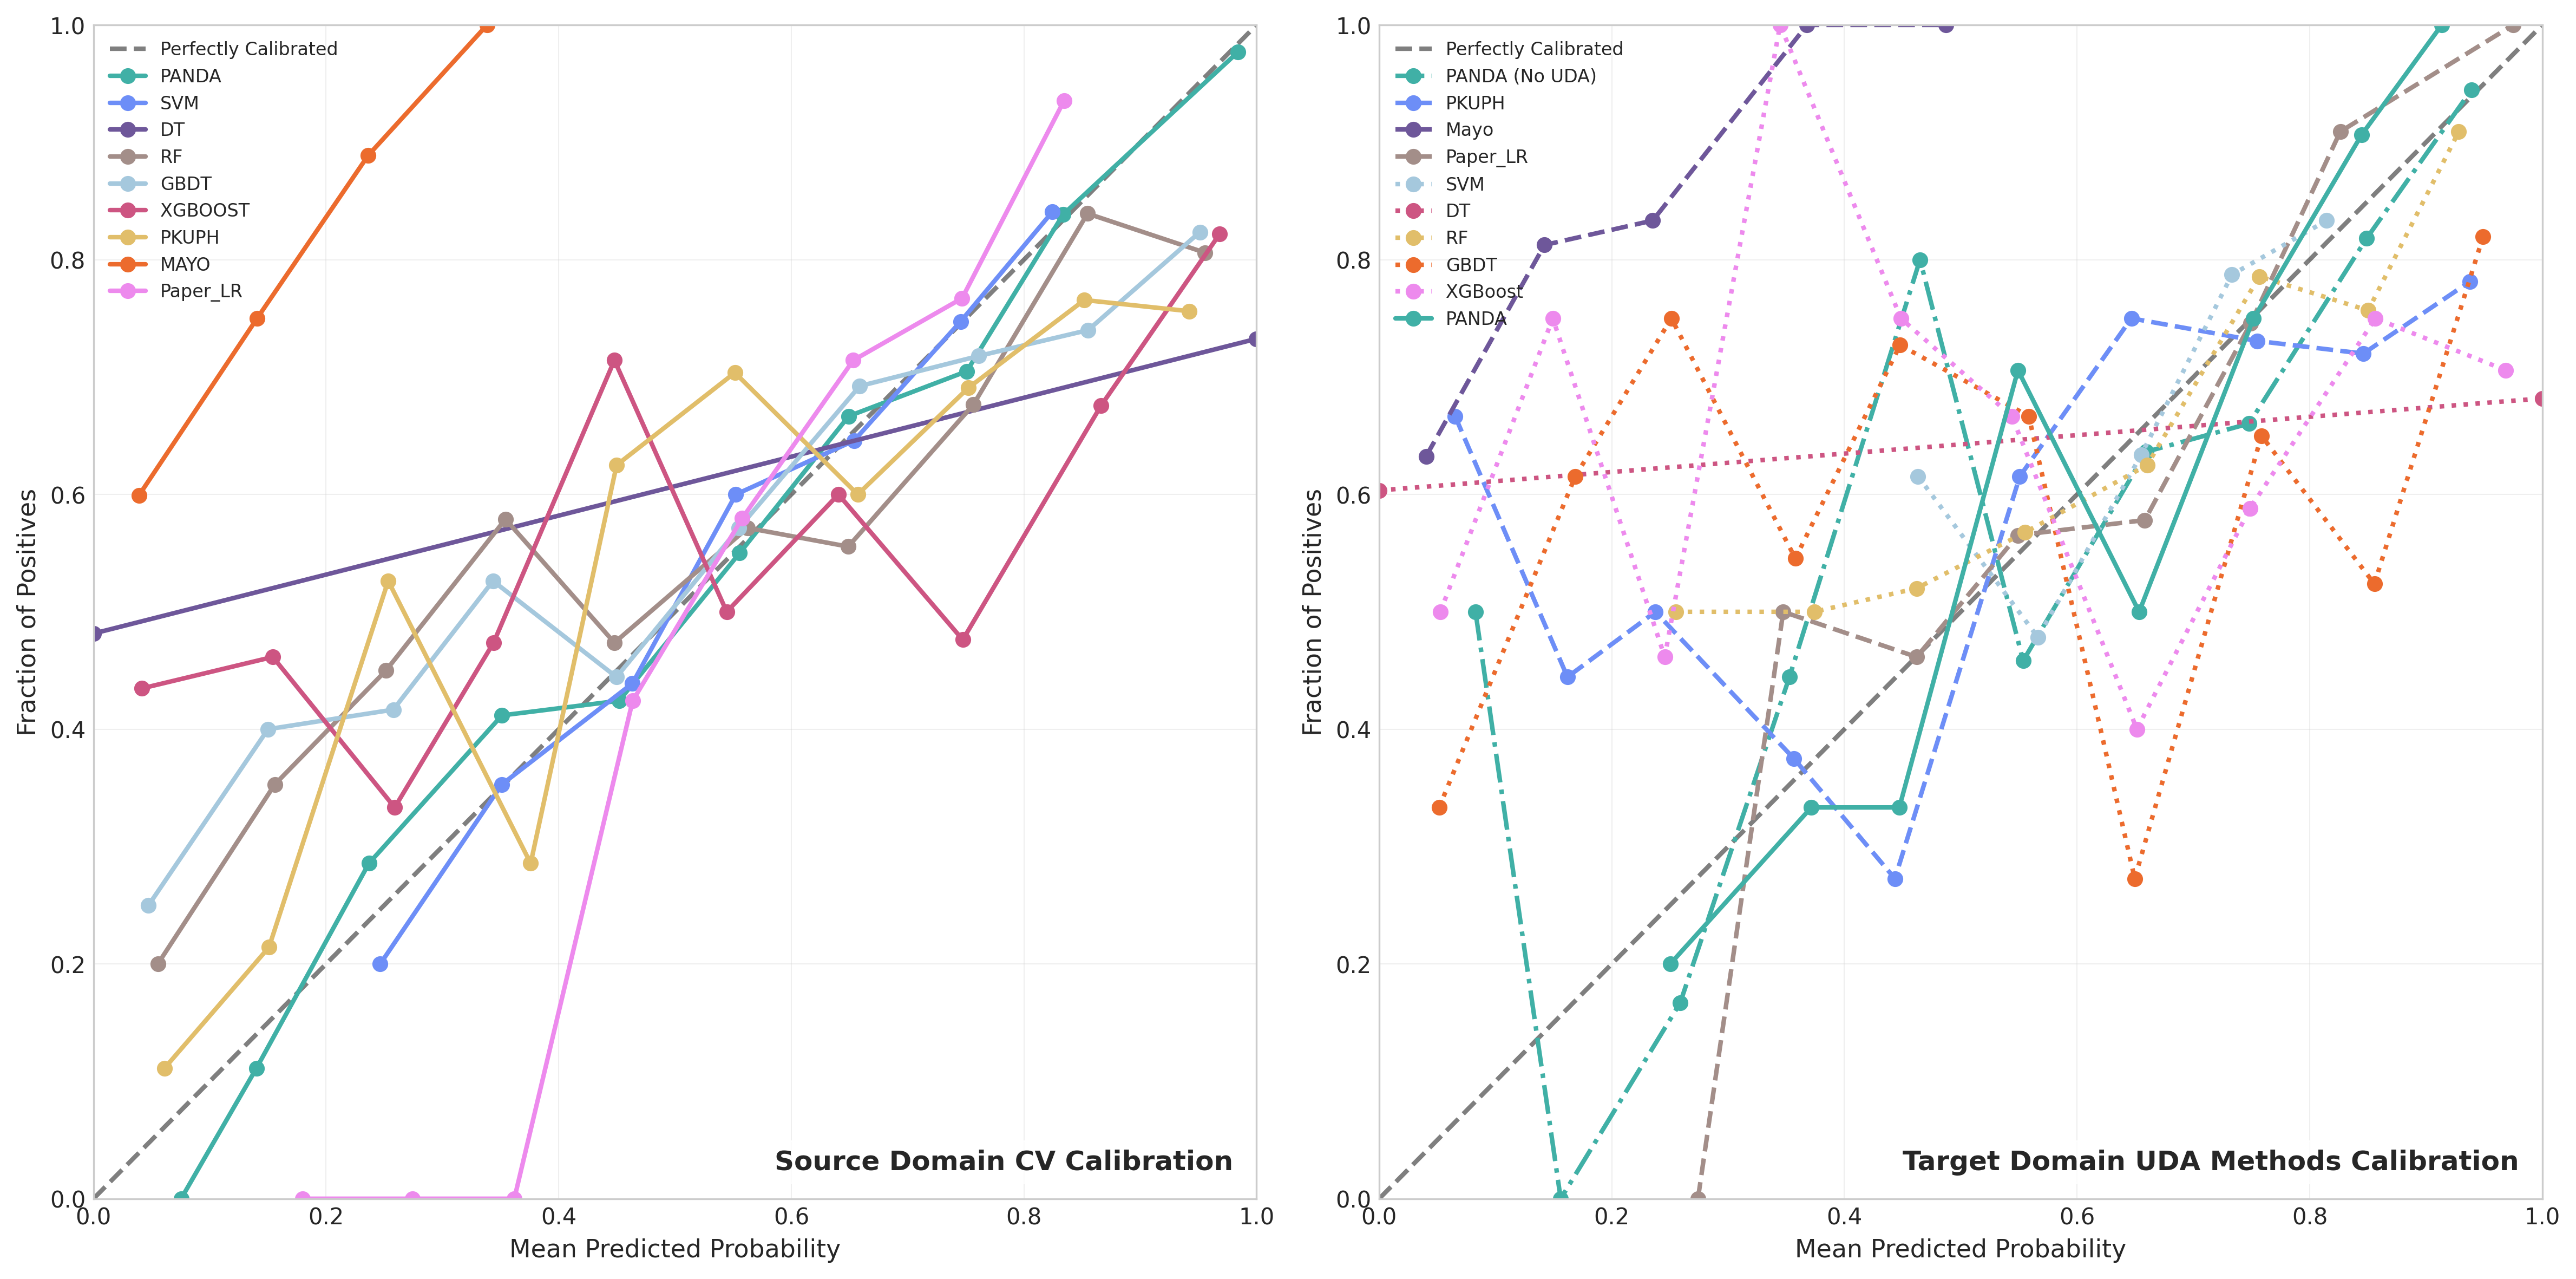 1.0
0.8
0.6
0.4
0.2
0.0
Fraction of Positives
Perfectly Calibrated
PANDA
SVM
DT
RF
GBDT
XGBOOST
PKUPH
MAYO
Paper_LR
Source Domain CV Calibration
0.0 0.2 0.4 0.6 0.8 1.0
Mean Predicted Probability
1.0
0.8
0.6
0.4
0.2
0.0
Fraction of Positives
Perfectly Calibrated
PANDA (No UDA)
PKUPH
Mayo
Paper_LR
SVM
DT
RF
GBDT
XGBoost
PANDA
Target Domain UDA Methods Calibration
0.0 0.2 0.4 0.6 0.8 1.0
Mean Predicted Probability